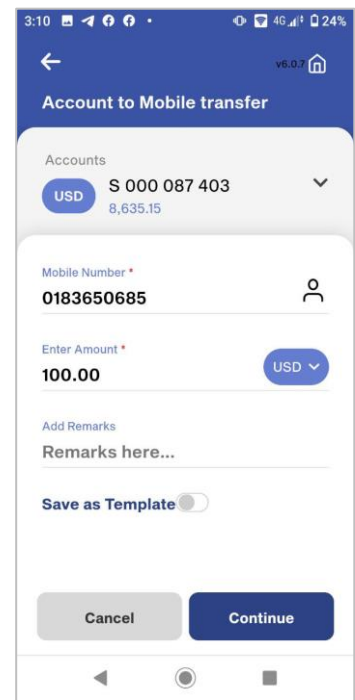 3:10 4G 24%
v6.0.7
Account to Mobile transfer
Accounts
USD S 000 087 403
8,635.15
Mobile Number *
0183650685
Enter Amount *
100.00 USD
Add Remarks
Remarks here...
Save as Template
Cancel Continue